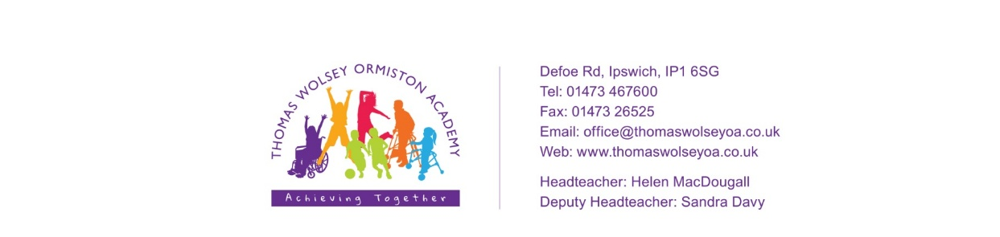 THOMAS WOLSEY ORMISTON ACADEMY
Achieving Together
Defoe Rd, Ipswich, IP1 6SG
Tel: 01473 467600
Fax: 01473 26525
Email: office@thomaswolseyoa.co.uk
Web: www.thomaswolseyoa.co.uk
Headteacher: Helen MacDougall
Deputy Headteacher: Sandra Davy